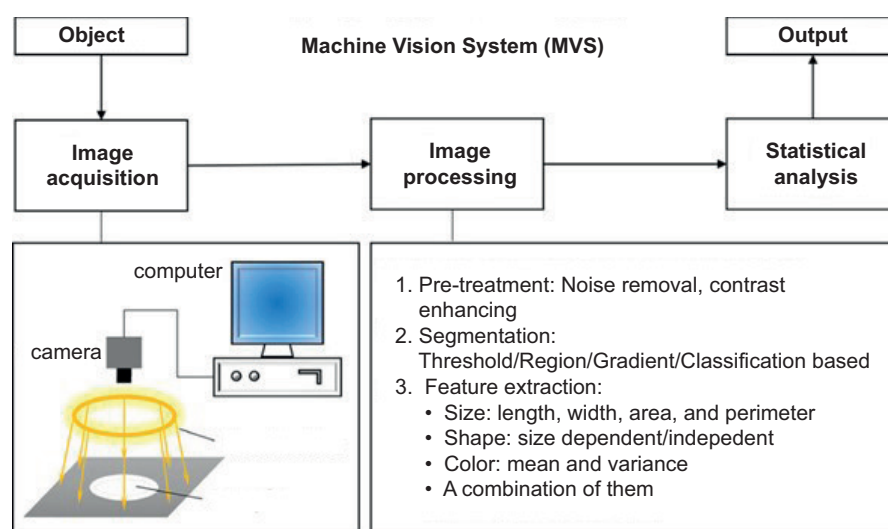 Object
Machine Vision System (MVS)
Output
Image
acquisition
Image
processing
Statistical
analysis
computer
camera
1. Pre-treatment: Noise removal, contrast
enhancing
2. Segmentation:
Threshold/Region/Gradient/Classification based
3. Feature extraction:
• Size: length, width, area, and perimeter
• Shape: size dependent/indepedent
• Color: mean and variance
• A combination of them